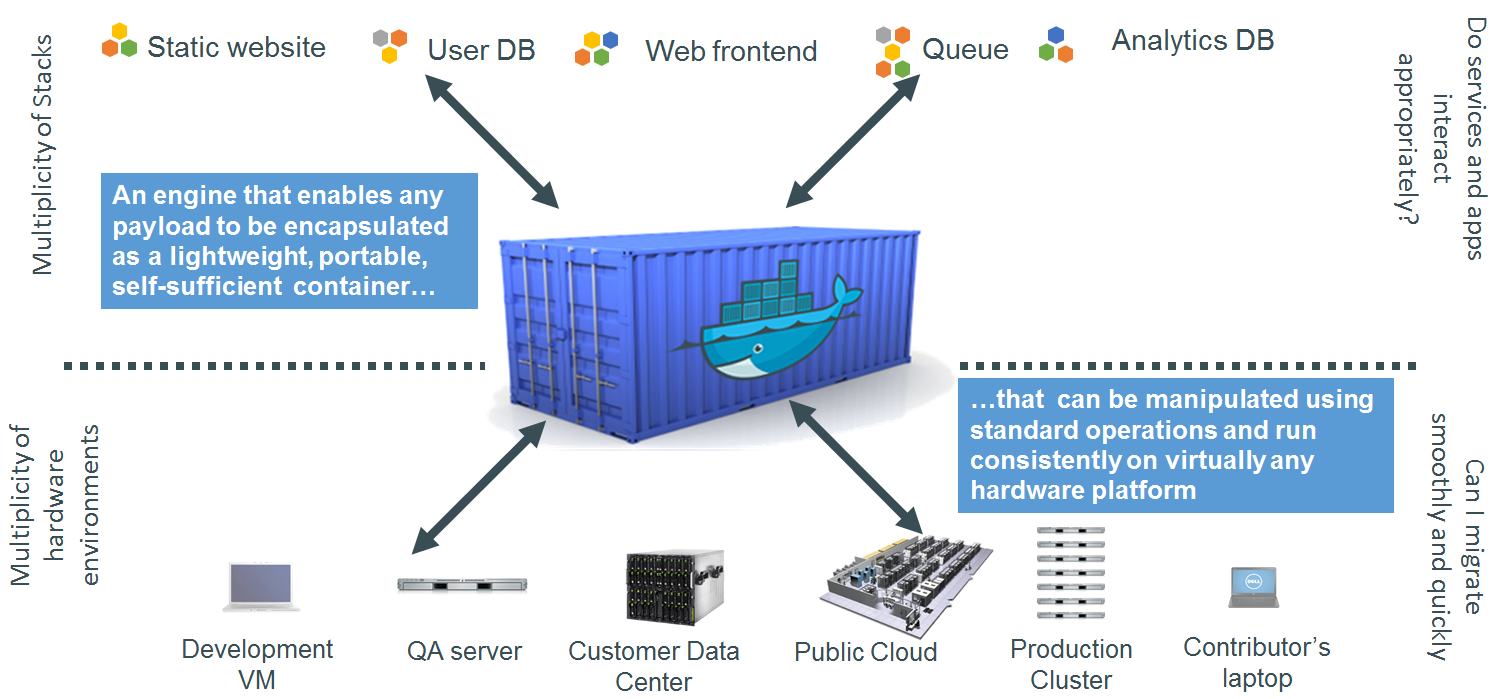 Static website
User DB
Web frontend
Queue
Analytics DB
Multiplicity of Stacks
Do services and apps
interact
appropriately?
An engine that enables any
payload to be encapsulated
as a lightweight, portable,
self-sufficient container…
…that can be manipulated using
standard operations and run
consistently on virtually any
hardware platform
Multiplicity of
hardware
environments
Can I migrate
smoothly and quickly
DELL
Development
VM
QA server
Customer Data
Center
Public Cloud
Production
Cluster
Contributor’s
laptop